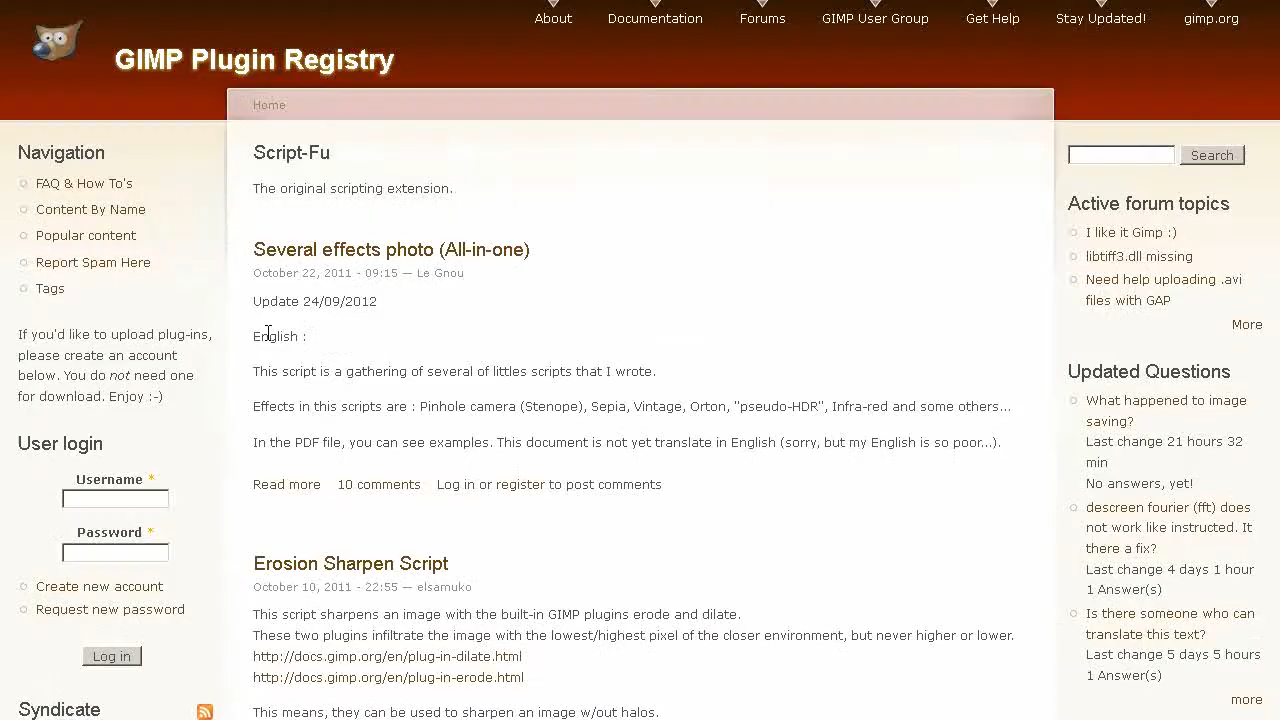 About
Documentation
Forums
GIMP User Group
Get Help
Stay Updated!
gimp.org
GIMP Plugin Registry
Home
Navigation
FAQ & How To's
Content By Name
Popular content
Report Spam Here
Tags
If you'd like to upload plug-ins,
please create an account
below. You do not need one
for download. Enjoy :-)
User login
Username *
Password *
Create new account
Request new password
Log in
Syndicate
Script-Fu
The original scripting extension.
Several effects photo (All-in-one)
October 22, 2011 - 09:15 — Le Gnou
Update 24/09/2012
English :
This script is a gathering of several of littles scripts that I wrote.
Effects in this scripts are : Pinhole camera (Stenope), Sepia, Vintage, Orton, "pseudo-HDR", Infra-red and some others...
In the PDF file, you can see examples. This document is not yet translate in English (sorry, but my English is so poor...).
Read more 10 comments Log in or register to post comments
Erosion Sharpen Script
October 10, 2011 - 22:55 — elsamuko
This script sharpens an image with the built-in GIMP plugins erode and dilate.
These two plugins infiltrate the image with the lowest/highest pixel of the closer environment, but never higher or lower.
http://docs.gimp.org/en/plug-in-dilate.html
http://docs.gimp.org/en/plug-in-erode.html
This means, they can be used to sharpen an image w/out halos.
Search
Active forum topics
I like it Gimp :)
libtiff3.dll missing
Need help uploading .avi
files with GAP
More
Updated Questions
What happened to image
saving?
Last change 21 hours 32
min
No answers, yet!
descreen fourier (fft) does
not work like instructed. It
there a fix?
Last change 4 days 1 hour
1 Answer(s)
Is there someone who can
translate this text?
Last change 5 days 5 hours
1 Answer(s)
more